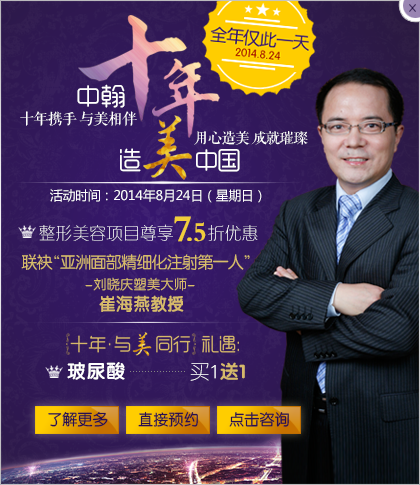 全年仅此一天
2014.8.24
中翰 十年
十年携手 与美相伴
用心造美 成就璀璨
造美中国
活动时间：2014年8月24日（星期日）
整形美容项目尊享7.5折优惠
联袂“亚洲面部精细化注射第一人”
–刘晓庆塑美大师–
崔海燕教授
十年·与美同行 礼遇：
玻尿酸 ············ 买1送1
了解更多 直接预约 点击咨询